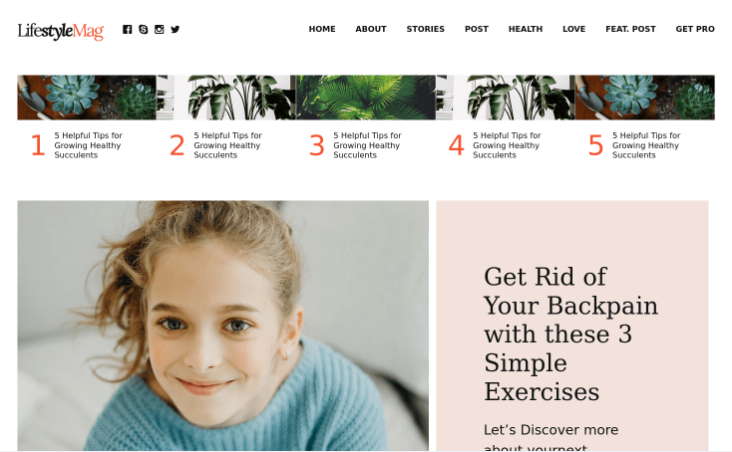 LifestyleMag
HOME ABOUT STORIES POST HEALTH LOVE FEAT. POST GET PRO
1 5 Helpful Tips for
Growing Healthy
Succulents
2 5 Helpful Tips for
Growing Healthy
Succulents
3 5 Helpful Tips for
Growing Healthy
Succulents
4 5 Helpful Tips for
Growing Healthy
Succulents
5 5 Helpful Tips for
Growing Healthy
Succulents
Get Rid of
Your Backpain
with these 3
Simple
Exercises
Let’s Discover more
about yournext